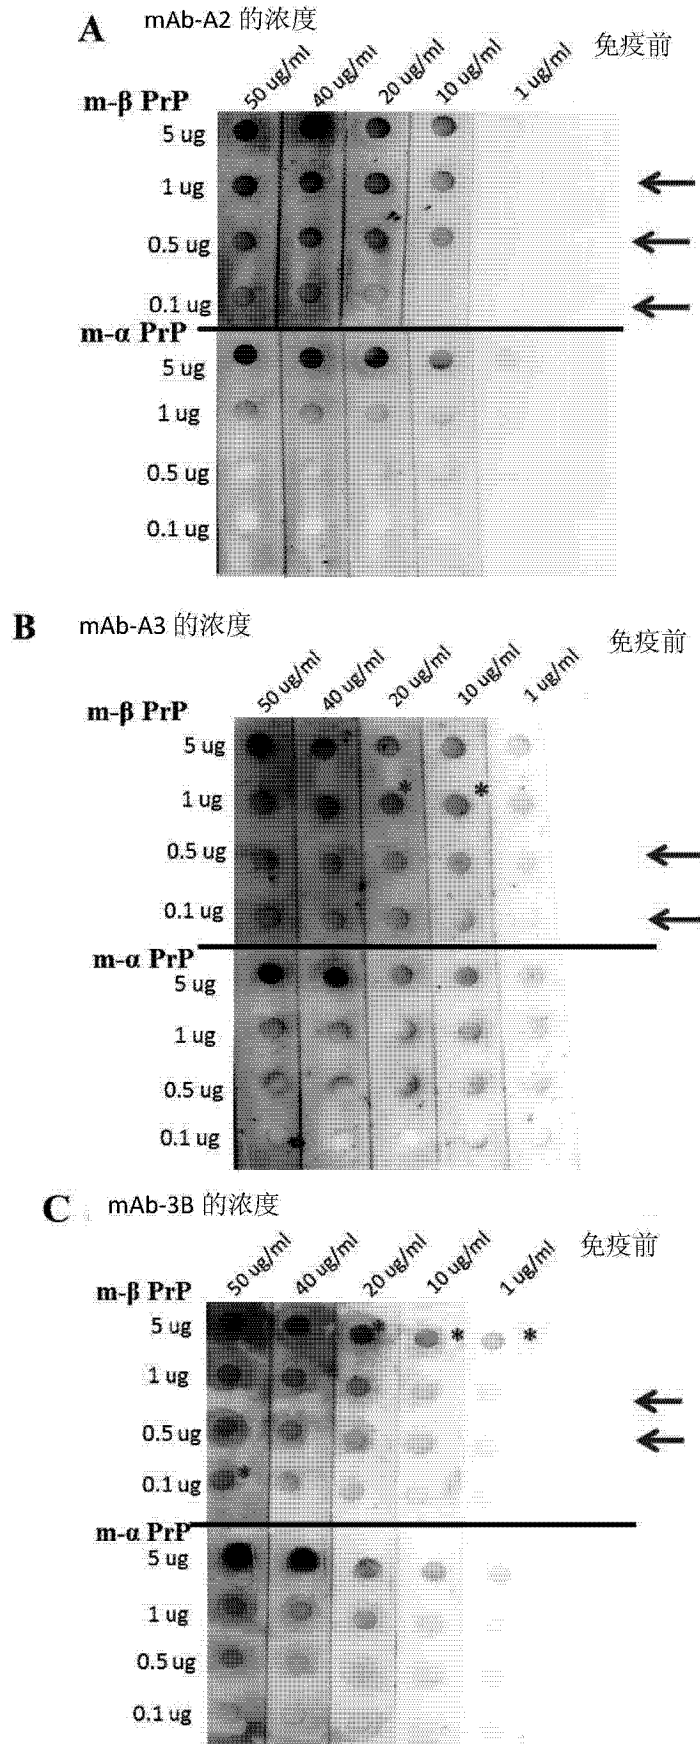 A mAb-A2 的浓度
免疫前
50 ug/ml 40 ug/ml 20 ug/ml 10 ug/ml 1 ug/ml
m-β PrP
5 ug
1 ug
0.5 ug
0.1 ug
m-α PrP
5 ug
1 ug
0.5 ug
0.1 ug
B mAb-A3 的浓度
免疫前
50 ug/ml 40 ug/ml 20 ug/ml 10 ug/ml 1 ug/ml
m-β PrP
5 ug
1 ug * *
0.5 ug
0.1 ug
m-α PrP
5 ug
1 ug
0.5 ug
0.1 ug
C mAb-3B 的浓度
免疫前
50 ug/ml 40 ug/ml 20 ug/ml 10 ug/ml 1 ug/ml
m-β PrP
5 ug * * *
1 ug
0.5 ug
0.1 ug *
m-α PrP
5 ug
1 ug
0.5 ug
0.1 ug